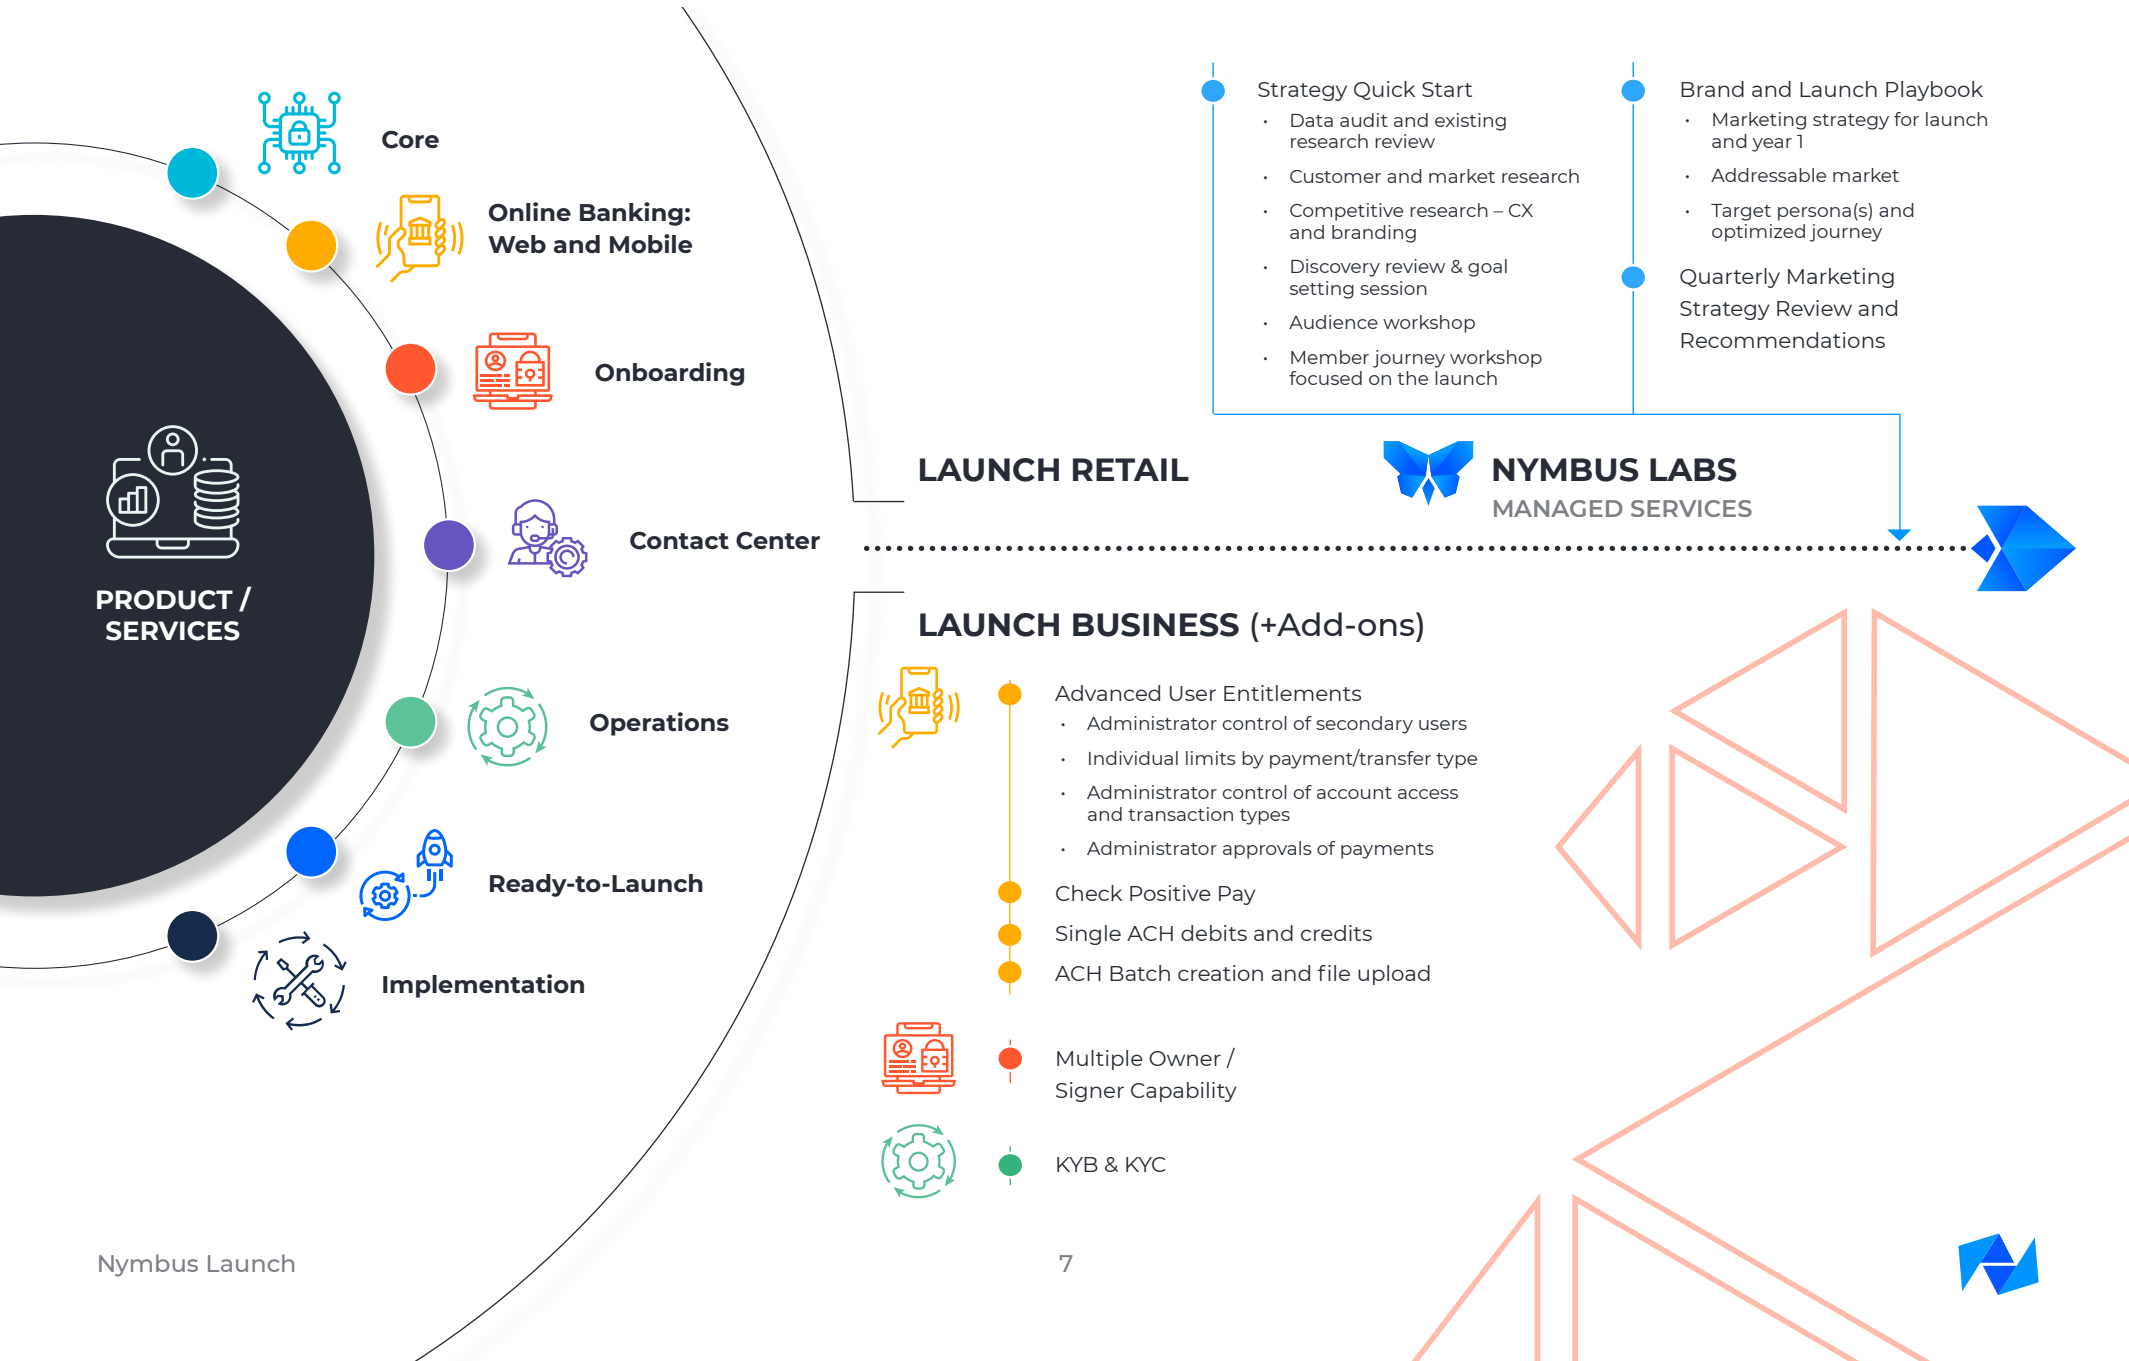 Core
Online Banking:
Web and Mobile
Onboarding
Contact Center
Operations
Ready-to-Launch
Implementation
PRODUCT /
SERVICES
Strategy Quick Start
• Data audit and existing
research review
• Customer and market research
• Competitive research – CX
and branding
• Discovery review & goal
setting session
• Audience workshop
• Member journey workshop
focused on the launch
Brand and Launch Playbook
• Marketing strategy for launch
and year 1
• Addressable market
• Target persona(s) and
optimized journey
Quarterly Marketing
Strategy Review and
Recommendations
LAUNCH RETAIL
NYMBUS LABS
MANAGED SERVICES
LAUNCH BUSINESS (+Add-ons)
Advanced User Entitlements
• Administrator control of secondary users
• Individual limits by payment/transfer type
• Administrator control of account access
and transaction types
• Administrator approvals of payments
Check Positive Pay
Single ACH debits and credits
ACH Batch creation and file upload
Multiple Owner /
Signer Capability
KYB & KYC
Nymbus Launch
7